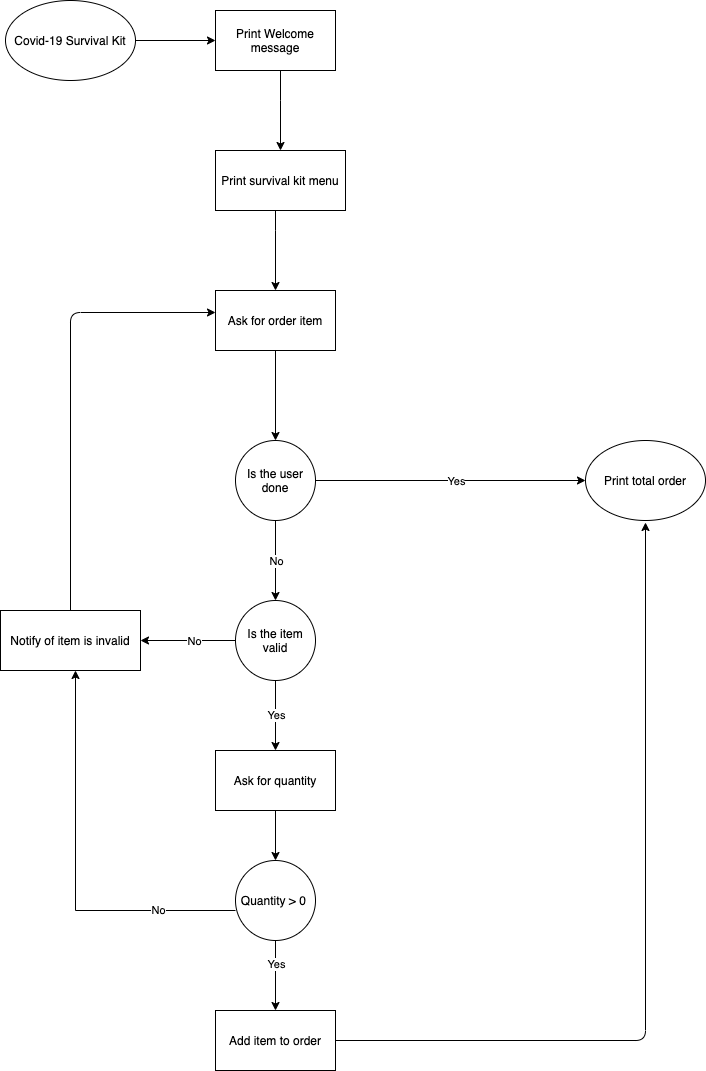 Covid-19 Survival Kit
Print Welcome
message
Print survival kit menu
Ask for order item
Is the user
done
Yes
Print total order
No
Notify of item is invalid
No
Is the item
valid
Yes
Ask for quantity
Quantity > 0
No
Yes
Add item to order